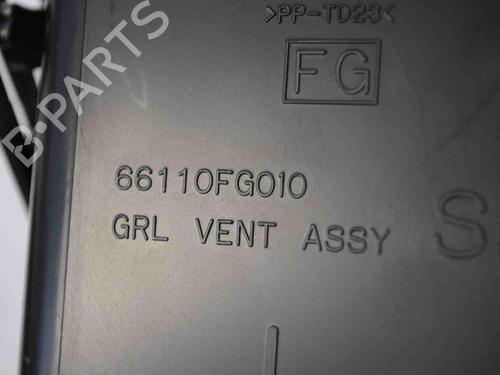 >PP-TD23<
FG
66110FG010
GRL VENT ASSY
S
B-PARTS